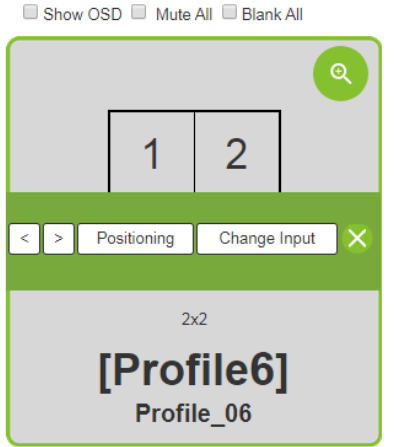 Show OSD Mute All Blank All
1 2
< > Positioning Change Input
2x2
[Profile6]
Profile_06